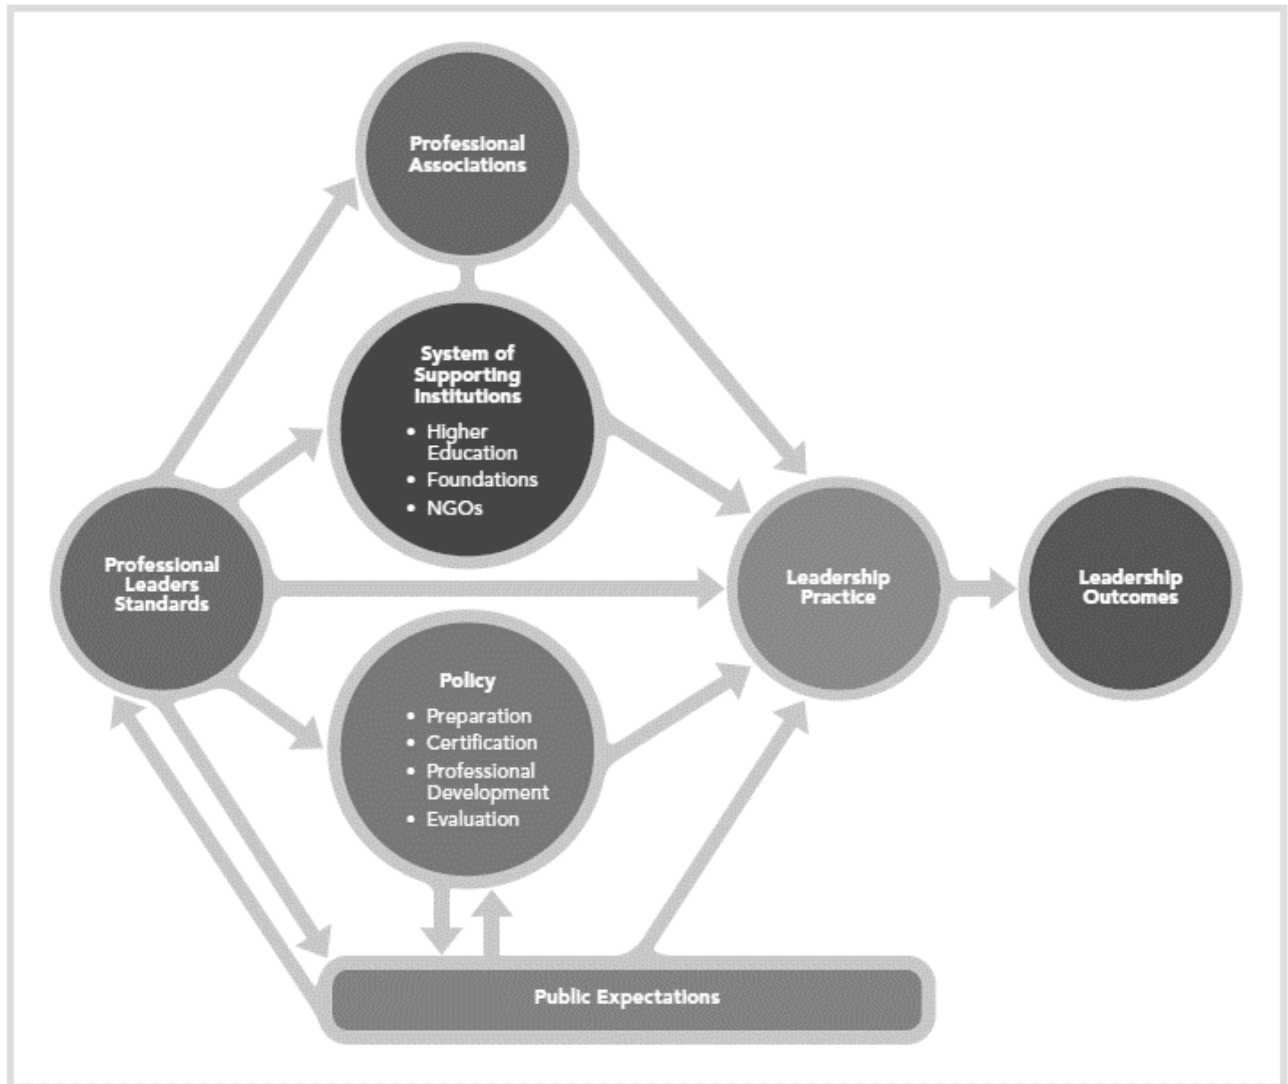 Professional
Associations
System of
Supporting
Institutions
• Higher
Education
• Foundations
• NGOs
Professional
Leaders
Standards
Leadership
Practice
Leadership
Outcomes
Policy
• Preparation
• Certification
• Professional
Development
• Evaluation
Public Expectations